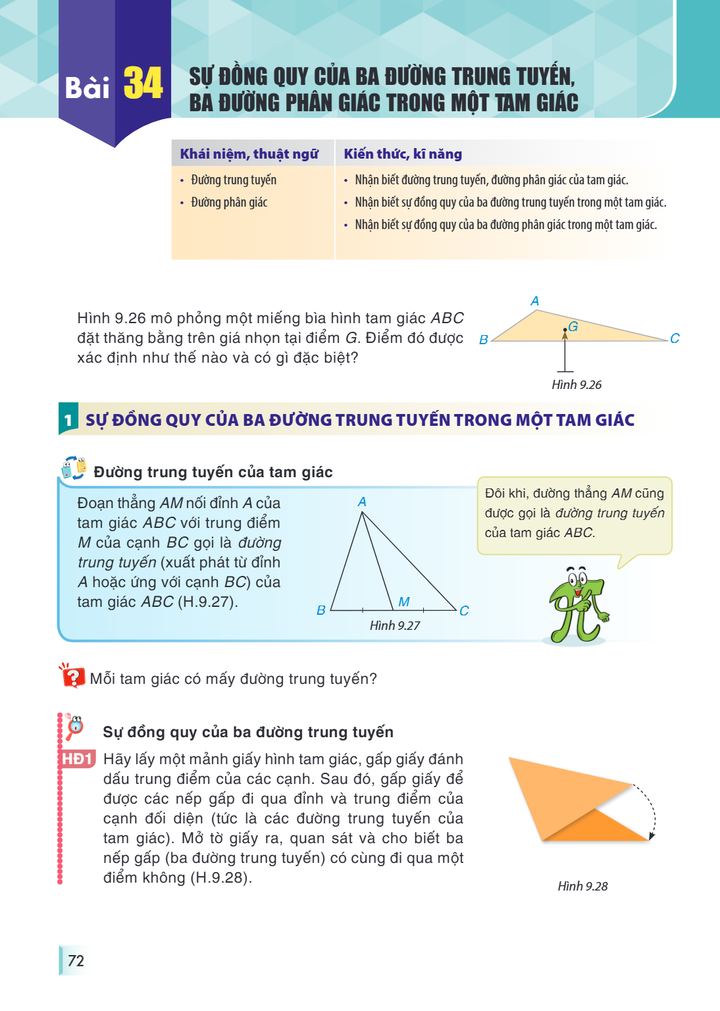 Bài 34
SỰ ĐỒNG QUY CỦA BA ĐƯỜNG TRUNG TUYẾN,
BA ĐƯỜNG PHÂN GIÁC TRONG MỘT TAM GIÁC
Khái niệm, thuật ngữ
• Đường trung tuyến
• Đường phân giác
Kiến thức, kĩ năng
• Nhận biết đường trung tuyến, đường phân giác của tam giác.
• Nhận biết sự đồng quy của ba đường trung tuyến trong một tam giác.
• Nhận biết sự đồng quy của ba đường phân giác trong một tam giác.
Hình 9.26 mô phỏng một miếng bìa hình tam giác ABC
đặt thăng bằng trên giá nhọn tại điểm G. Điểm đó được
xác định như thế nào và có gì đặc biệt?
A
G
B
C
Hình 9.26
1 SỰ ĐỒNG QUY CỦA BA ĐƯỜNG TRUNG TUYẾN TRONG MỘT TAM GIÁC
Đường trung tuyến của tam giác
Đoạn thẳng AM nối đỉnh A của
tam giác ABC với trung điểm
M của cạnh BC gọi là đường
trung tuyến (xuất phát từ đỉnh
A hoặc ứng với cạnh BC) của
tam giác ABC (H.9.27).
A
B
M
C
Hình 9.27
Đôi khi, đường thẳng AM cũng
được gọi là đường trung tuyến
của tam giác ABC.
? Mỗi tam giác có mấy đường trung tuyến?
Sự đồng quy của ba đường trung tuyến
HĐ1 Hãy lấy một mảnh giấy hình tam giác, gấp giấy đánh
dấu trung điểm của các cạnh. Sau đó, gấp giấy để
được các nếp gấp đi qua đỉnh và trung điểm của
cạnh đối diện (tức là các đường trung tuyến của
tam giác). Mở tờ giấy ra, quan sát và cho biết ba
nếp gấp (ba đường trung tuyến) có cùng đi qua một
điểm không (H.9.28).
Hình 9.28
72